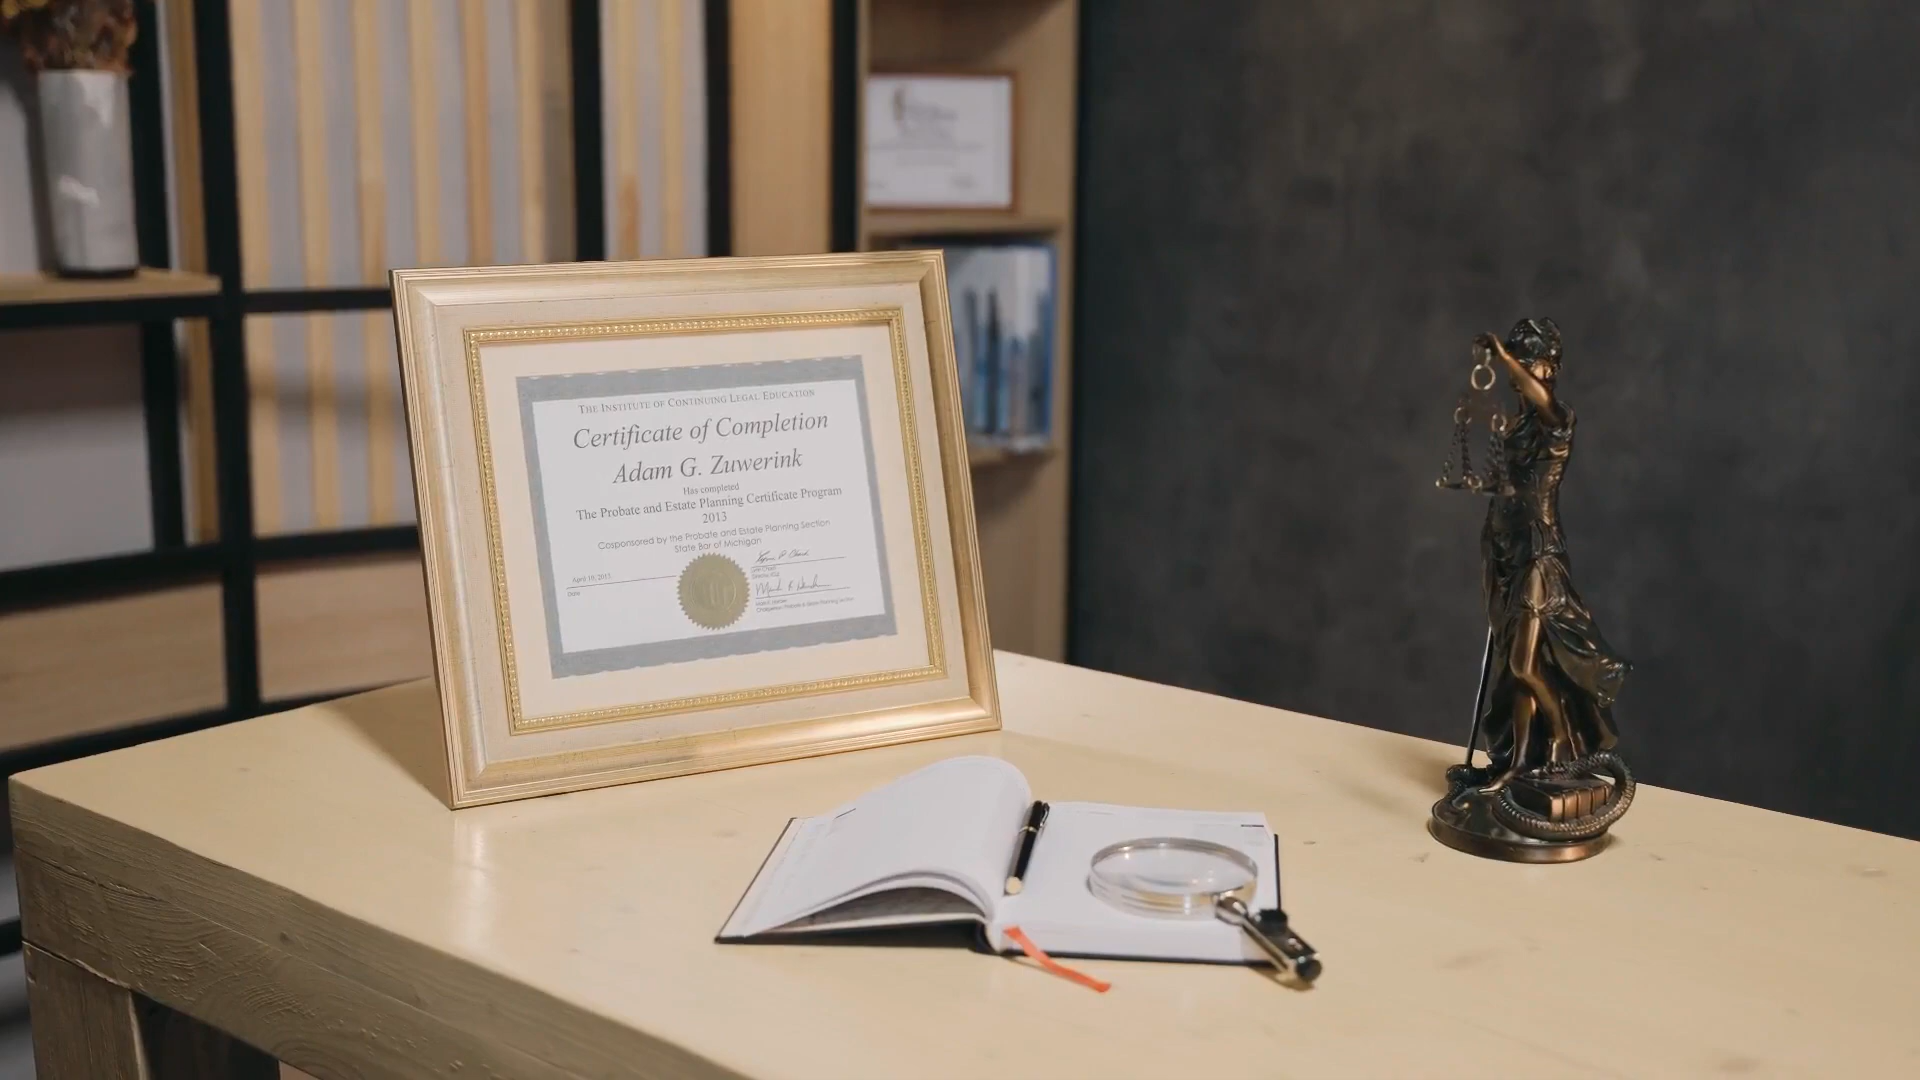 THE INSTITUTE OF CONTINUING LEGAL EDUCATION
Certificate of Completion
Adam G. Zuwerink
Has completed
The Probate and Estate Planning Certificate Program
2013
Cosponsored by the Probate and Estate Planning Section
State Bar of Michigan
Date